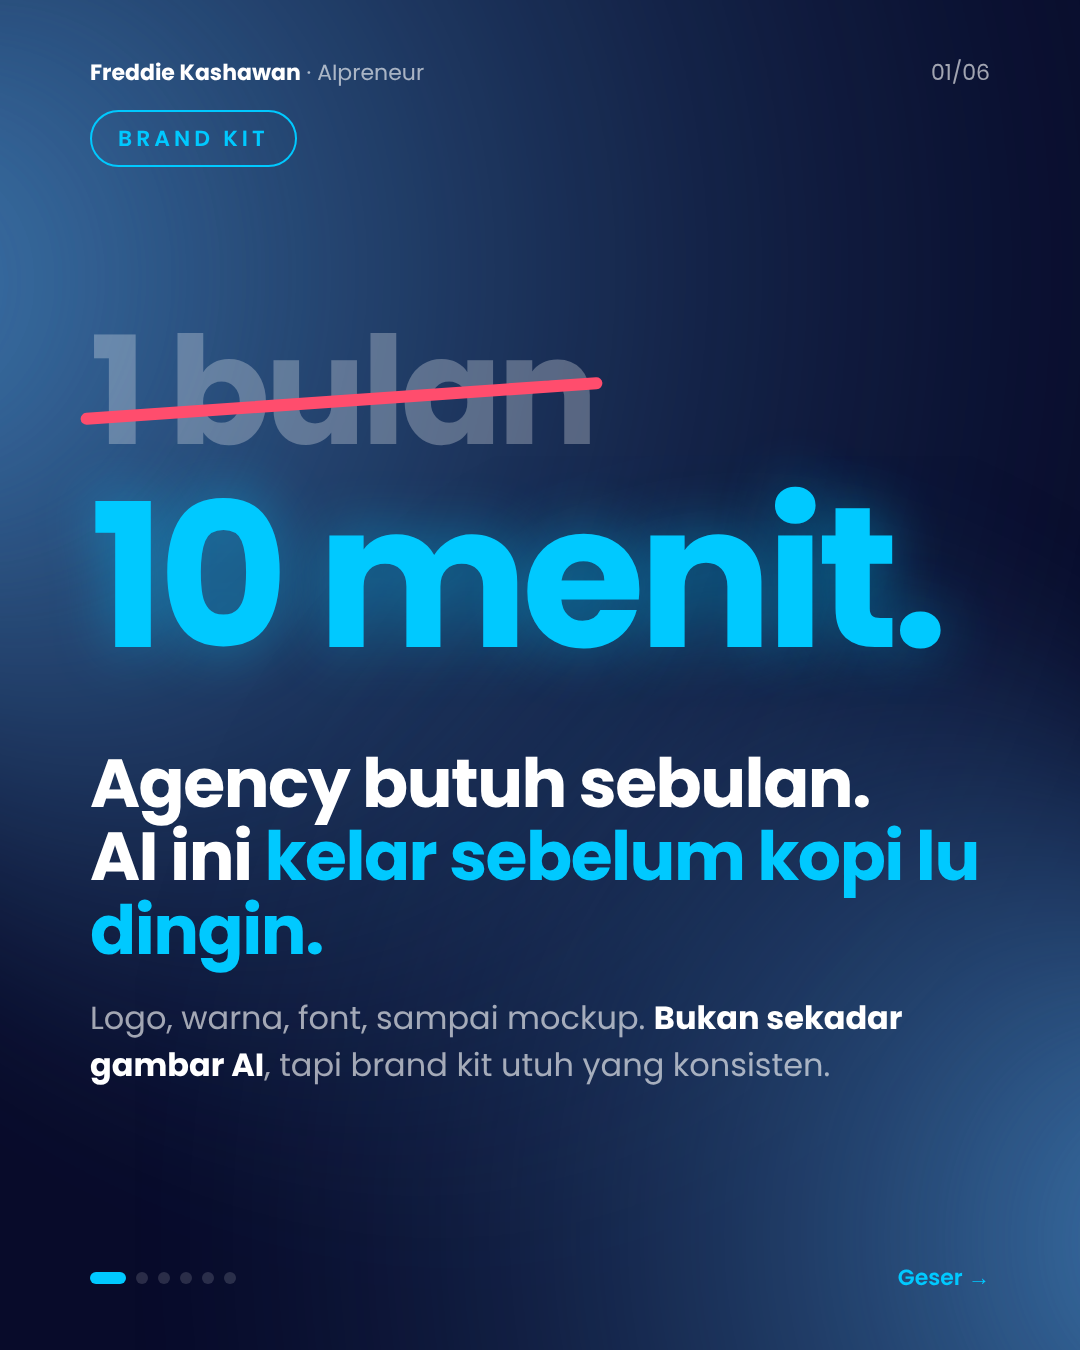 Freddie Kashawan · AIpreneur
01/06
BRAND KIT
1 bulan
10 menit.
Agency butuh sebulan.
AI ini kelar sebelum kopi lu
dingin.
Logo, warna, font, sampai mockup. Bukan sekadar
gambar AI, tapi brand kit utuh yang konsisten.
Geser →